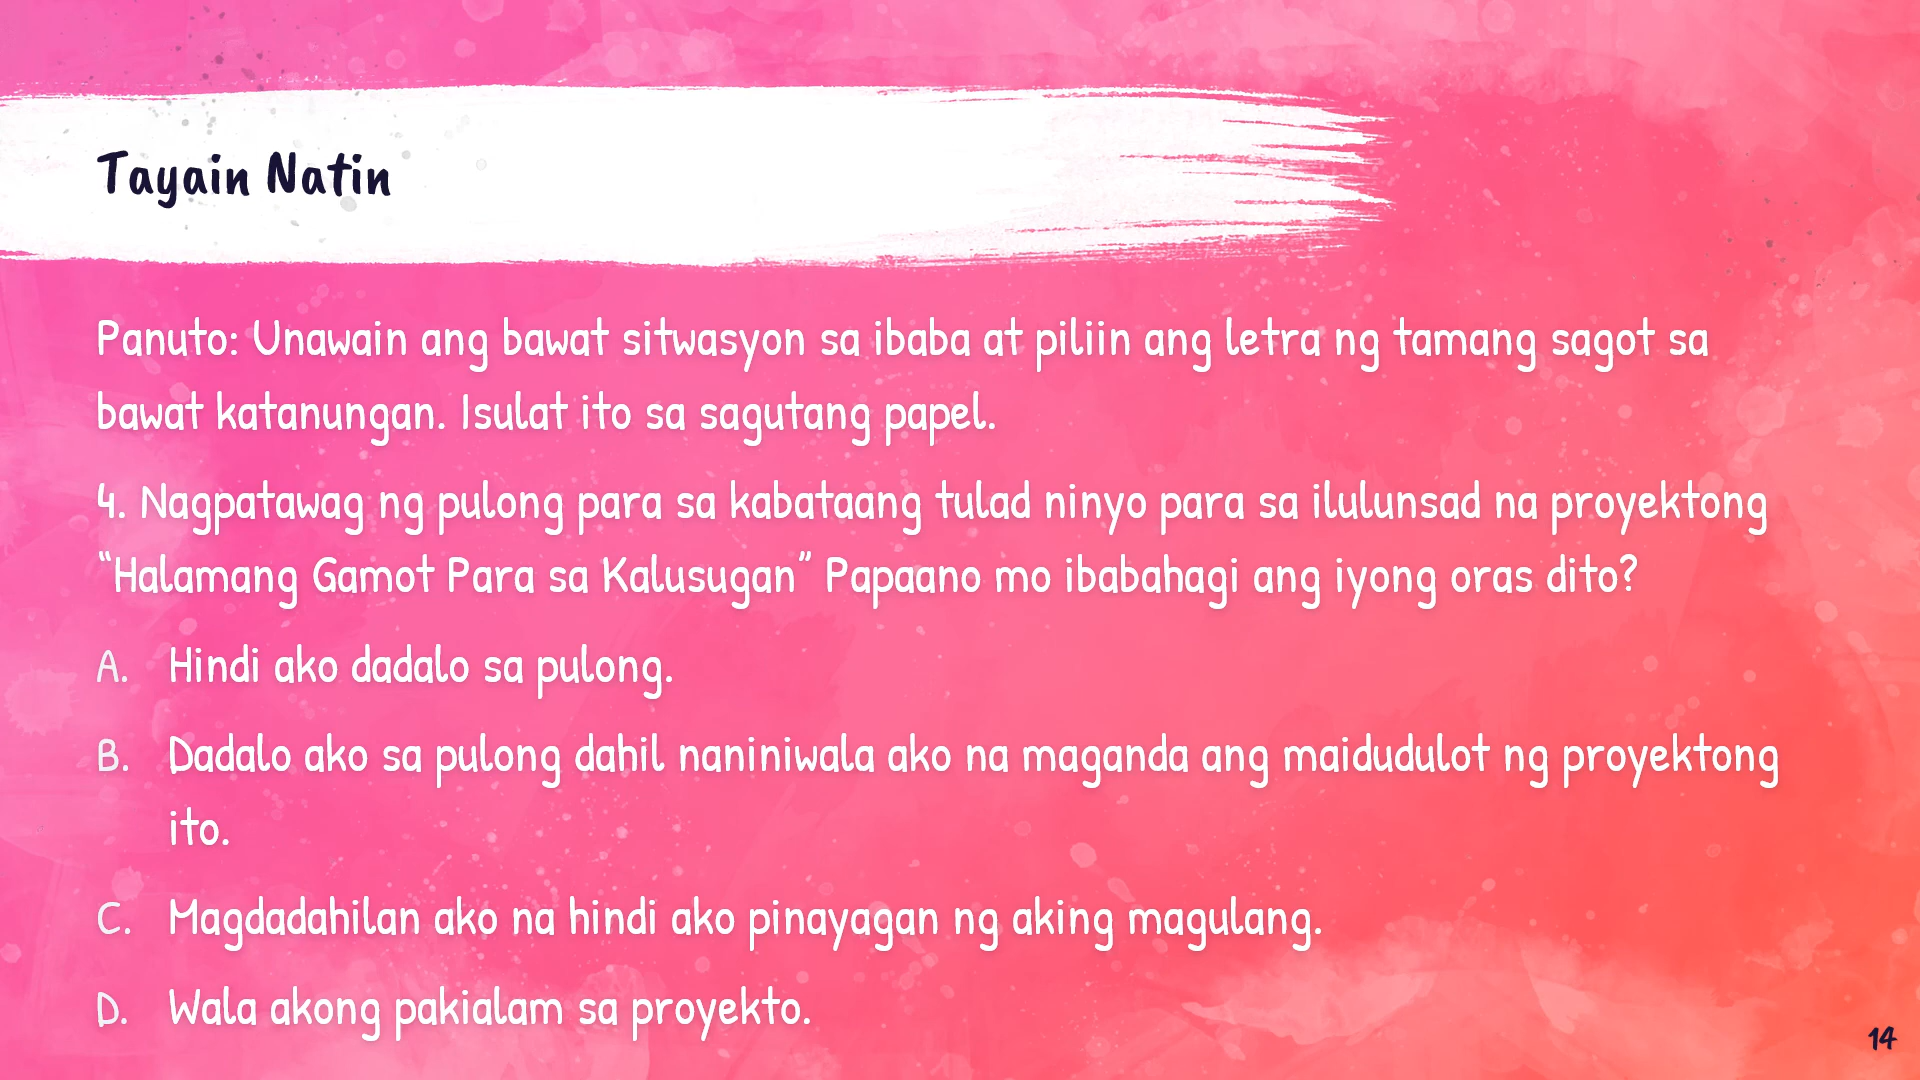 Tayain Natin
Panuto: Unawain ang bawat sitwasyon sa ibaba at piliin ang letra ng tamang sagot sa
bawat katanungan. Isulat ito sa sagutang papel.
4. Nagpatawag ng pulong para sa kabataang tulad ninyo para sa ilulunsad na proyektong
“Halamang Gamot Para sa Kalusugan” Papaano mo ibabahagi ang iyong oras dito?
A. Hindi ako dadalo sa pulong.
B. Dadalo ako sa pulong dahil naniniwala ako na maganda ang maidudulot ng proyektong
ito.
C. Magdadahilan ako na hindi ako pinayagan ng aking magulang.
D. Wala akong pakialam sa proyekto.
14